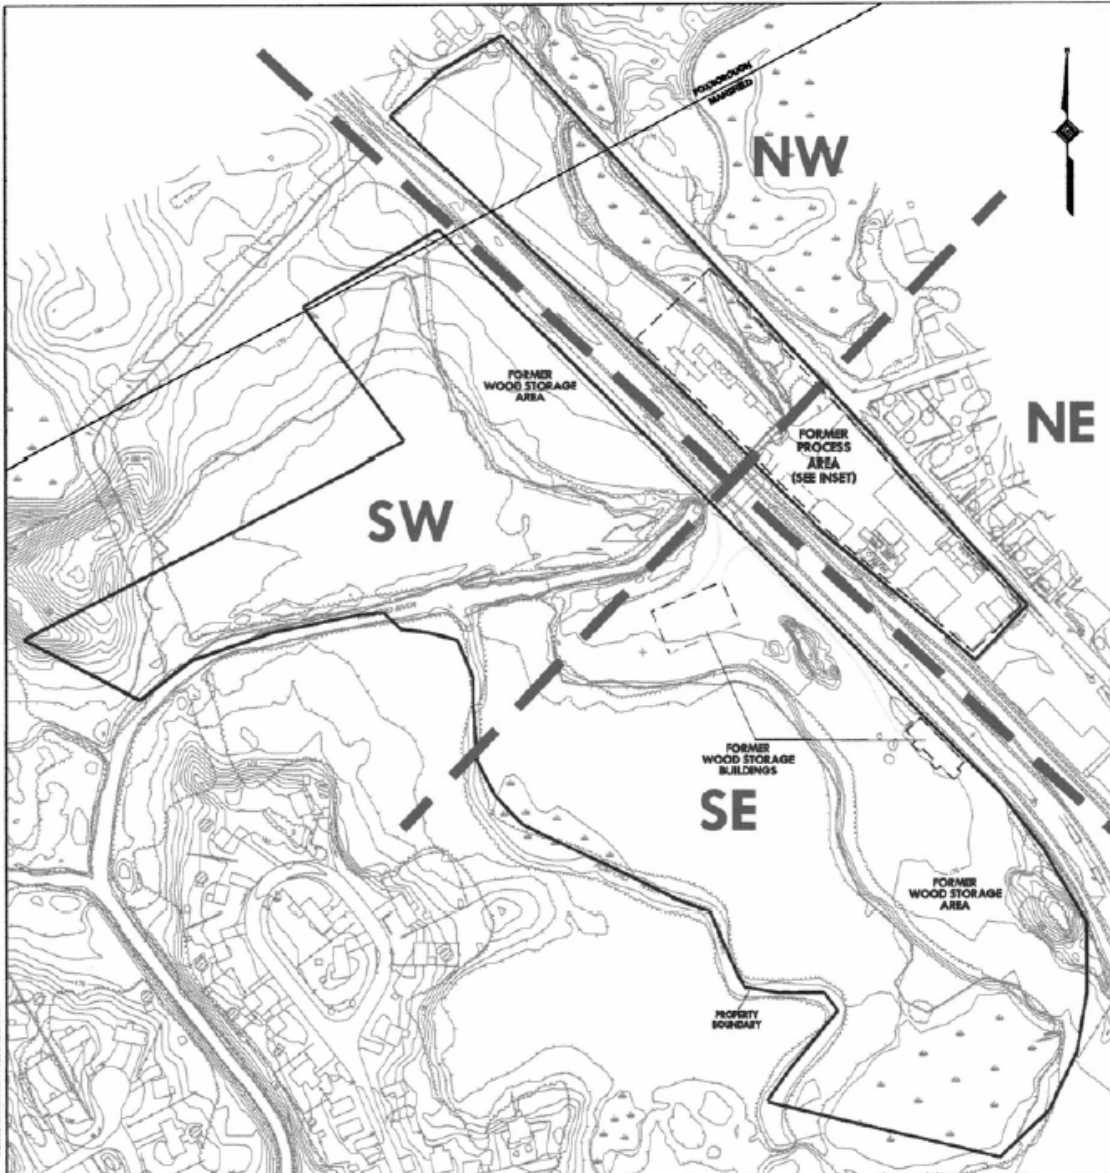 FOXBOROUGH
MANSFIELD
NW
NE
FORMER
WOOD STORAGE
AREA
FORMER
PROCESS
AREA
(SEE INSET)
SW
RIVER
FORMER
WOOD STORAGE
BUILDINGS
SE
FORMER
WOOD STORAGE
AREA
PROPERTY
BOUNDARY